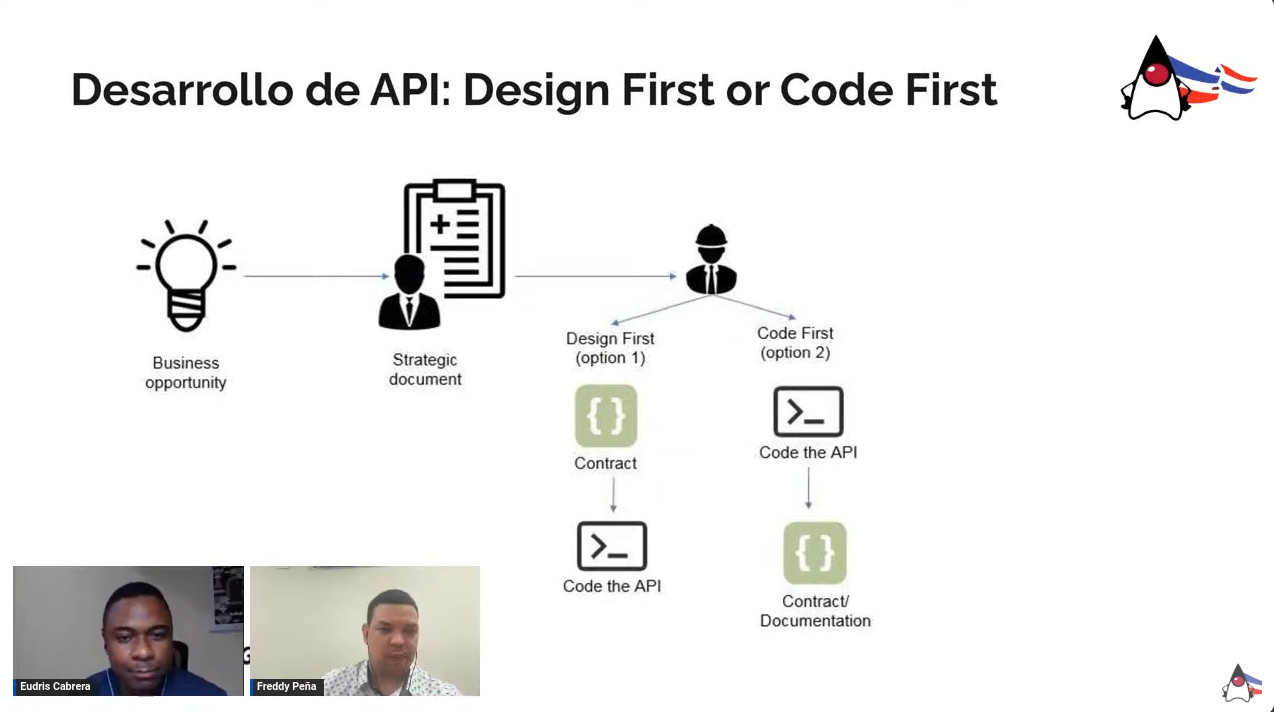 Desarrollo de API: Design First or Code First
Business
opportunity
Strategic
document
Design First
(option 1)
Code First
(option 2)
Contract
Code the API
Code the API
Contract/
Documentation
Eudris Cabrera
Freddy Peña